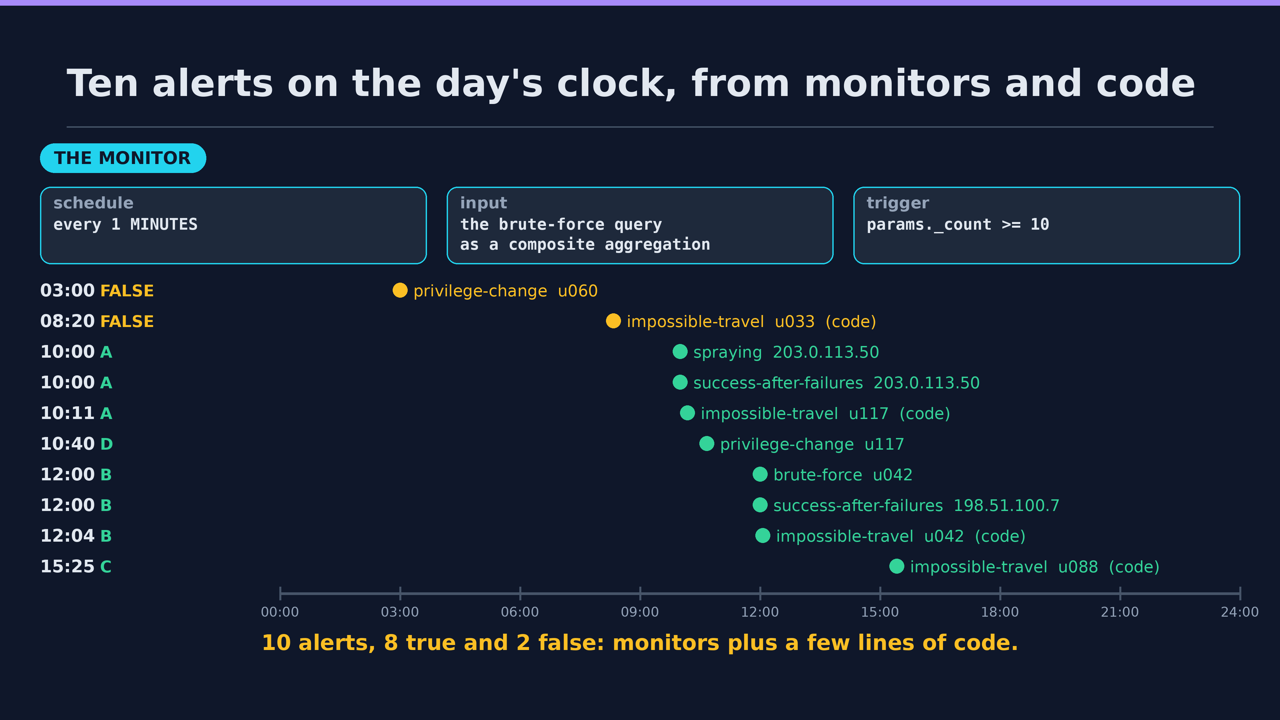 Ten alerts on the day's clock, from monitors and code
THE MONITOR
schedule
every 1 MINUTES
input
the brute-force query
as a composite aggregation
trigger
params._count >= 10
03:00 FALSE privilege-change u060
08:20 FALSE impossible-travel u033 (code)
10:00 A spraying 203.0.113.50
10:00 A success-after-failures 203.0.113.50
10:11 A impossible-travel u117 (code)
10:40 D privilege-change u117
12:00 B brute-force u042
12:00 B success-after-failures 198.51.100.7
12:04 B impossible-travel u042 (code)
15:25 C impossible-travel u088 (code)
00:00 03:00 06:00 09:00 12:00 15:00 18:00 21:00 24:00
10 alerts, 8 true and 2 false: monitors plus a few lines of code.